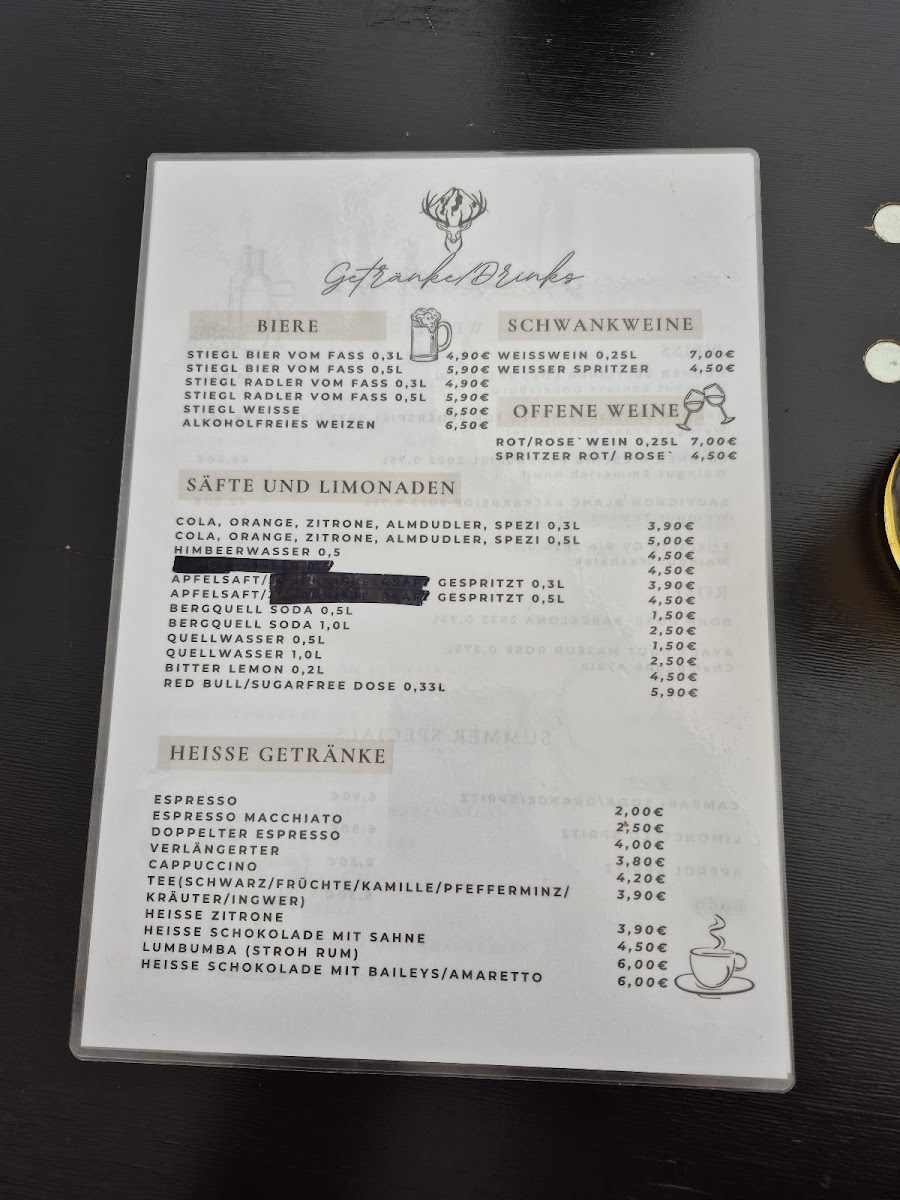 Getränke/Drinks
BIERE
STIEGL BIER VOM FASS 0,3L 4,90€
STIEGL BIER VOM FASS 0,5L 5,90€
STIEGL RADLER VOM FASS 0,3L 4,90€
STIEGL RADLER VOM FASS 0,5L 5,90€
STIEGL WEISSE 6,50€
ALKOHOLFREIES WEIZEN 6,50€
SCHWANKWEINE
WEISSWEIN 0,25L 7,00€
WEISSER SPRITZER 4,50€
OFFENE WEINE
ROT/ROSE`WEIN 0,25L 7,00€
SPRITZER ROT/ ROSE` 4,50€
SÄFTE UND LIMONADEN
COLA, ORANGE, ZITRONE, ALMDUDLER, SPEZI 0,3L 3,90€
COLA, ORANGE, ZITRONE, ALMDUDLER, SPEZI 0,5L 5,00€
HIMBEERWASSER 0,5 4,50€
4,50€
APFELSAFT/ GESPRITZT 0,3L 3,90€
APFELSAFT/ GESPRITZT 0,5L 4,50€
BERGQUELL SODA 0,5L 1,50€
BERGQUELL SODA 1,0L 2,50€
QUELLWASSER 0,5L 1,50€
QUELLWASSER 1,0L 2,50€
BITTER LEMON 0,2L 4,50€
RED BULL/SUGARFREE DOSE 0,33L 5,90€
HEISSE GETRÄNKE
ESPRESSO 2,00€
ESPRESSO MACCHIATO 2,50€
DOPPELTER ESPRESSO 4,00€
VERLÄNGERTER 3,80€
CAPPUCCINO 4,20€
TEE(SCHWARZ/FRÜCHTE/KAMILLE/PFEFFERMINZ/ 3,90€
KRÄUTER/INGWER)
HEISSE ZITRONE 3,90€
HEISSE SCHOKOLADE MIT SAHNE 4,50€
LUMBUMBA (STROH RUM) 6,00€
HEISSE SCHOKOLADE MIT BAILEYS/AMARETTO 6,00€